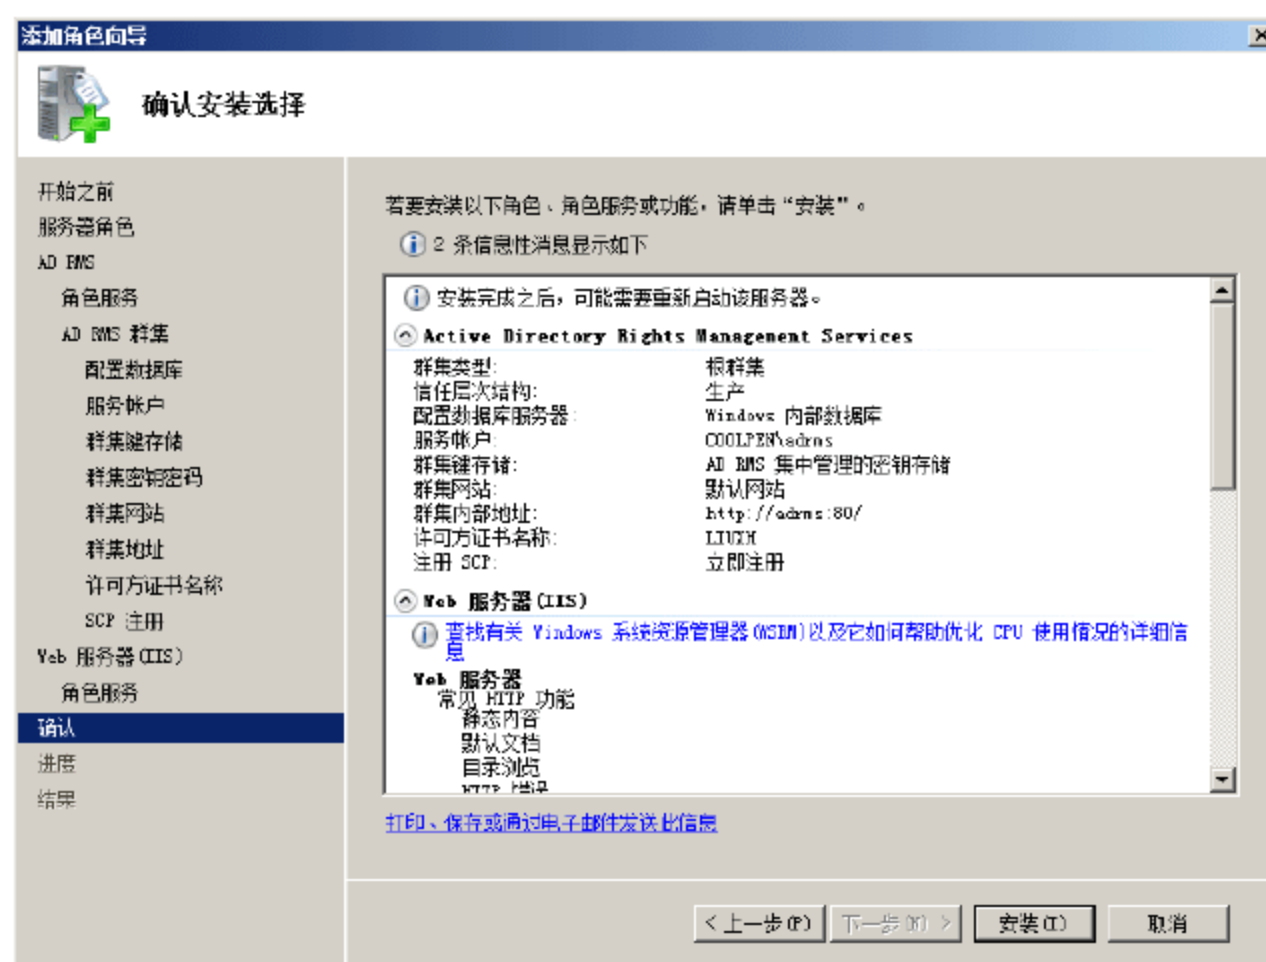 添加角色向导
确认安装选择
开始之前
服务器角色
AD RMS
角色服务
AD RMS 群集
配置数据库
服务帐户
群集键存储
群集密钥密码
群集网站
群集地址
许可方证书名称
SCP 注册
Web 服务器(IIS)
角色服务
确认
进度
结果
若要安装以下角色、角色服务或功能，请单击“安装”。
2 条信息性消息显示如下
安装完成之后，可能需要重新启动该服务器。
Active Directory Rights Management Services
群集类型: 根群集
信任层次结构: 生产
配置数据库服务器: Windows 内部数据库
服务帐户: COOLPEN\adrms
群集键存储: AD RMS 集中管理的密钥存储
群集网站: 默认网站
群集内部地址: http://adrms:80/
许可方证书名称: LIUXH
注册 SCP: 立即注册
Web 服务器(IIS)
查找有关 Windows 系统资源管理器(WSRM)以及它如何帮助优化 CPU 使用情况的详细信
息
Web 服务器
常见 HTTP 功能
静态内容
默认文档
目录浏览
HTTP 错误
打印、保存或通过电子邮件发送此信息
< 上一步(P) 下一步(N) > 安装(I) 取消